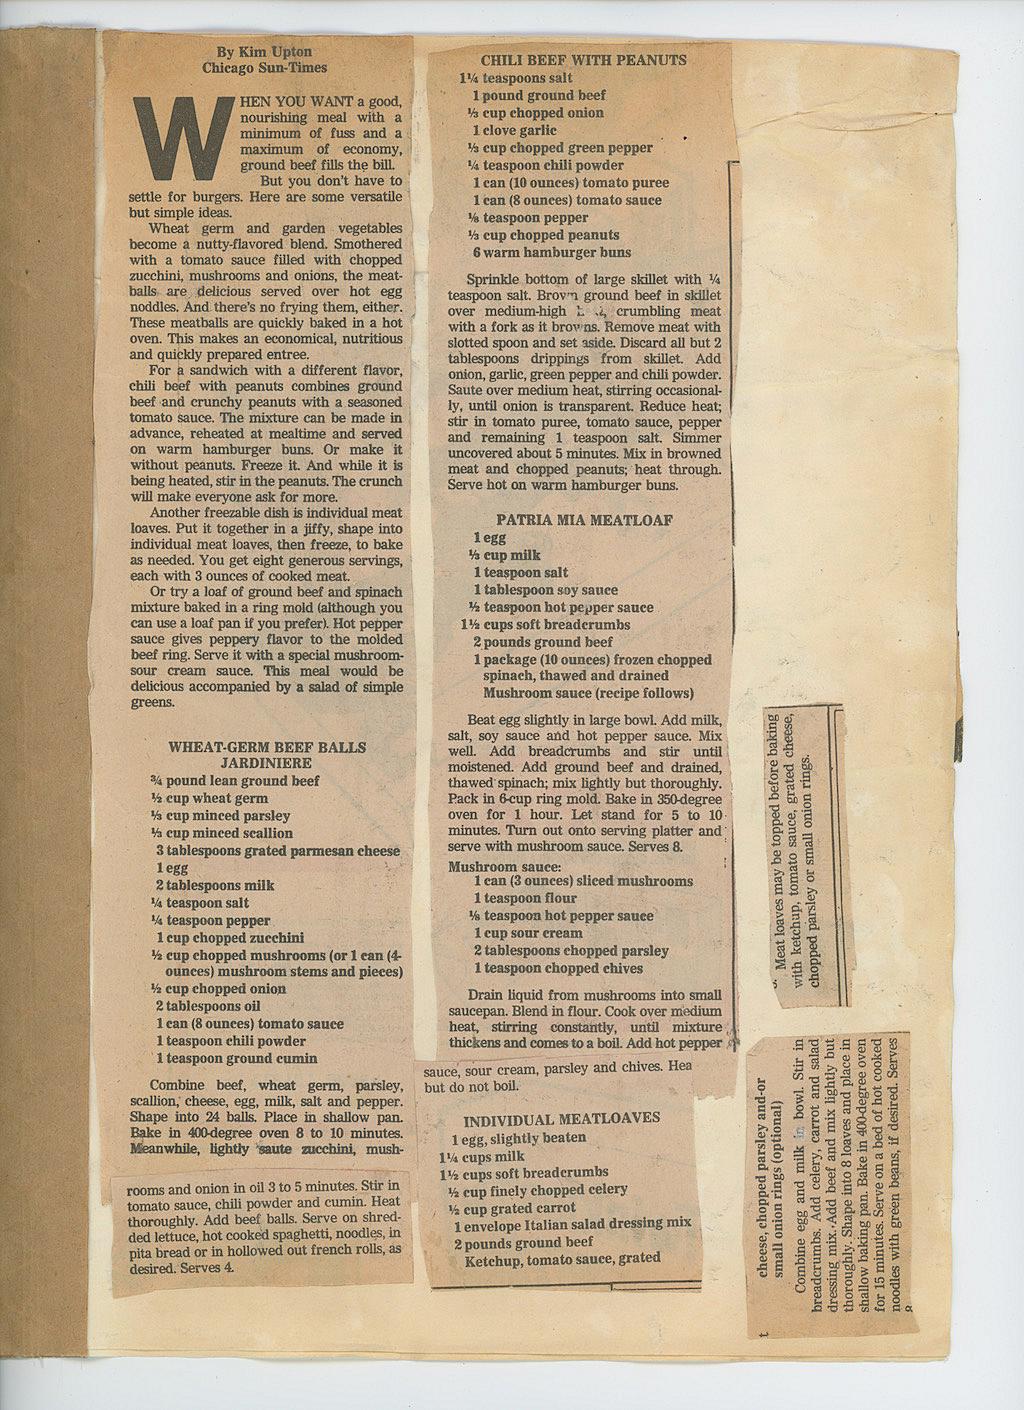 By Kim Upton
Chicago Sun-Times
WHEN YOU WANT a good,
nourishing meal with a
minimum of fuss and a
maximum of economy,
ground beef fills the bill.
But you don't have to
settle for burgers. Here are some versatile
but simple ideas.
Wheat germ and garden vegetables
become a nutty-flavored blend. Smothered
with a tomato sauce filled with chopped
zucchini, mushrooms and onions, the meat-
balls are delicious served over hot egg
noddles. And there's no frying them, either.
These meatballs are quickly baked in a hot
oven. This makes an economical, nutritious
and quickly prepared entree.
For a sandwich with a different flavor,
chili beef with peanuts combines ground
beef and crunchy peanuts with a seasoned
tomato sauce. The mixture can be made in
advance, reheated at mealtime and served
on warm hamburger buns. Or make it
without peanuts. Freeze it. And while it is
being heated, stir in the peanuts. The crunch
will make everyone ask for more.
Another freezable dish is individual meat
loaves. Put it together in a jiffy, shape into
individual meat loaves, then freeze, to bake
as needed. You get eight generous servings,
each with 3 ounces of cooked meat.
Or try a loaf of ground beef and spinach
mixture baked in a ring mold (although you
can use a loaf pan if you prefer). Hot pepper
sauce gives peppery flavor to the molded
beef ring. Serve it with a special mushroom-
sour cream sauce. This meal would be
delicious accompanied by a salad of simple
greens.
WHEAT-GERM BEEF BALLS
JARDINIERE
¾ pound lean ground beef
½ cup wheat germ
⅓ cup minced parsley
⅓ cup minced scallion
3 tablespoons grated parmesan cheese
1 egg
2 tablespoons milk
¼ teaspoon salt
¼ teaspoon pepper
1 cup chopped zucchini
½ cup chopped mushrooms (or 1 can (4-
ounces) mushroom stems and pieces)
½ cup chopped onion
2 tablespoons oil
1 can (8 ounces) tomato sauce
1 teaspoon chili powder
1 teaspoon ground cumin
Combine beef, wheat germ, parsley,
scallion, cheese, egg, milk, salt and pepper.
Shape into 24 balls. Place in shallow pan.
Bake in 400-degree oven 8 to 10 minutes.
Meanwhile, lightly saute zucchini, mush-
rooms and onion in oil 3 to 5 minutes. Stir in
tomato sauce, chili powder and cumin. Heat
thoroughly. Add beef balls. Serve on shred-
ded lettuce, hot cooked spaghetti, noodles, in
pita bread or in hollowed out french rolls, as
desired. Serves 4.
CHILI BEEF WITH PEANUTS
1¼ teaspoons salt
1 pound ground beef
⅓ cup chopped onion
1 clove garlic
⅓ cup chopped green pepper
¼ teaspoon chili powder
1 can (10 ounces) tomato puree
1 can (8 ounces) tomato sauce
⅛ teaspoon pepper
⅓ cup chopped peanuts
6 warm hamburger buns
Sprinkle bottom of large skillet with ¼
teaspoon salt. Brown ground beef in skillet
over medium-high crumbling meat
with a fork as it browns. Remove meat with
slotted spoon and set aside. Discard all but 2
tablespoons drippings from skillet. Add
onion, garlic, green pepper and chili powder.
Saute over medium heat, stirring occasional-
ly, until onion is transparent. Reduce heat;
stir in tomato puree, tomato sauce, pepper
and remaining 1 teaspoon salt. Simmer
uncovered about 5 minutes. Mix in browned
meat and chopped peanuts; heat through.
Serve hot on warm hamburger buns.
PATRIA MIA MEATLOAF
1 egg
⅓ cup milk
1 teaspoon salt
1 tablespoon soy sauce
½ teaspoon hot pepper sauce
1½ cups soft breadcrumbs
2 pounds ground beef
1 package (10 ounces) frozen chopped
spinach, thawed and drained
Mushroom sauce (recipe follows)
Beat egg slightly in large bowl. Add milk,
salt, soy sauce and hot pepper sauce. Mix
well. Add breadcrumbs and stir until
moistened. Add ground beef and drained,
thawed spinach; mix lightly but thoroughly.
Pack in 6-cup ring mold. Bake in 350-degree
oven for 1 hour. Let stand for 5 to 10
minutes. Turn out onto serving platter and
serve with mushroom sauce. Serves 8.
Mushroom sauce:
1 can (3 ounces) sliced mushrooms
1 teaspoon flour
⅛ teaspoon hot pepper sauce
1 cup sour cream
2 tablespoons chopped parsley
1 teaspoon chopped chives
Drain liquid from mushrooms into small
saucepan. Blend in flour. Cook over medium
heat, stirring constantly, until mixture
thickens and comes to a boil. Add hot pepper
sauce, sour cream, parsley and chives. Hea
but do not boil.
INDIVIDUAL MEATLOAVES
1 egg, slightly beaten
1¼ cups milk
1½ cups soft breadcrumbs
½ cup finely chopped celery
½ cup grated carrot
1 envelope Italian salad dressing mix
2 pounds ground beef
Ketchup, tomato sauce, grated
cheese, chopped parsley and-or
small onion rings (optional)
Combine egg and milk in bowl. Stir in
breadcrumbs. Add celery, carrot and salad
dressing mix. Add beef and mix lightly but
thoroughly. Shape into 8 loaves and place in
shallow baking pan. Bake in 400-degree oven
for 15 minutes. Serve on a bed of hot cooked
noodles with green beans, if desired. Serves
8
Meat loaves may be topped before baking
with ketchup, tomato sauce, grated cheese,
chopped parsley or small onion rings.